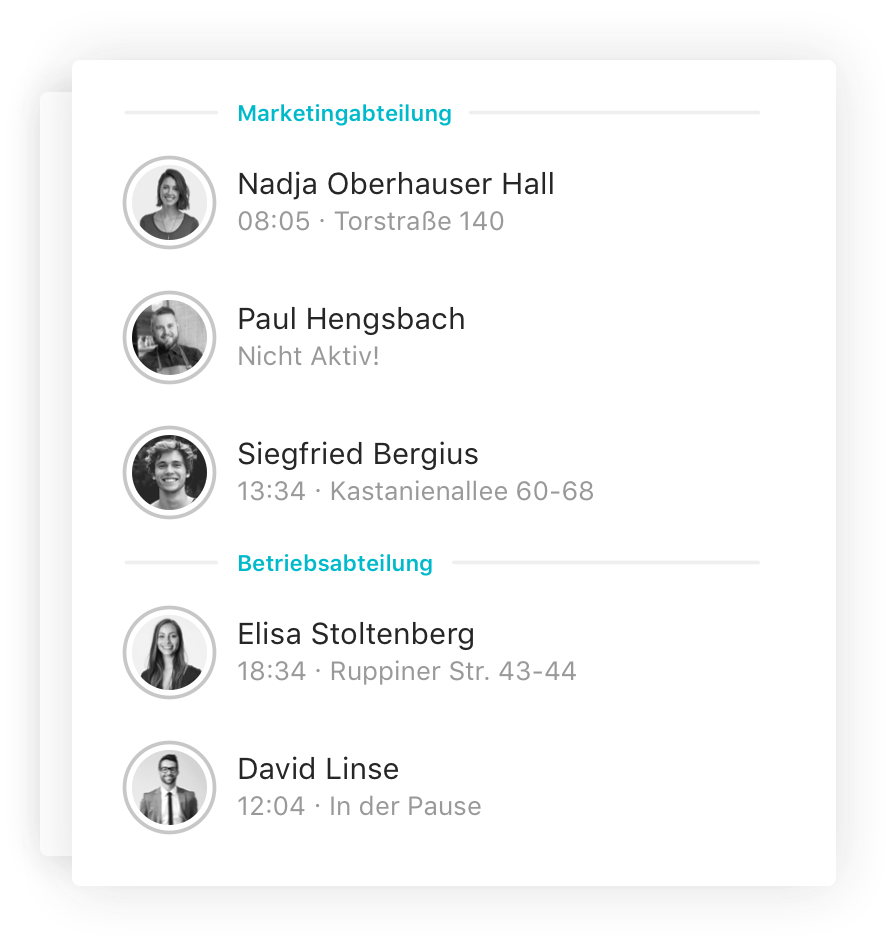 Marketingabteilung
Nadja Oberhauser Hall
08:05 · Torstraße 140
Paul Hengsbach
Nicht Aktiv!
Siegfried Bergius
13:34 · Kastanienallee 60-68
Betriebsabteilung
Elisa Stoltenberg
18:34 · Ruppiner Str. 43-44
David Linse
12:04 · In der Pause